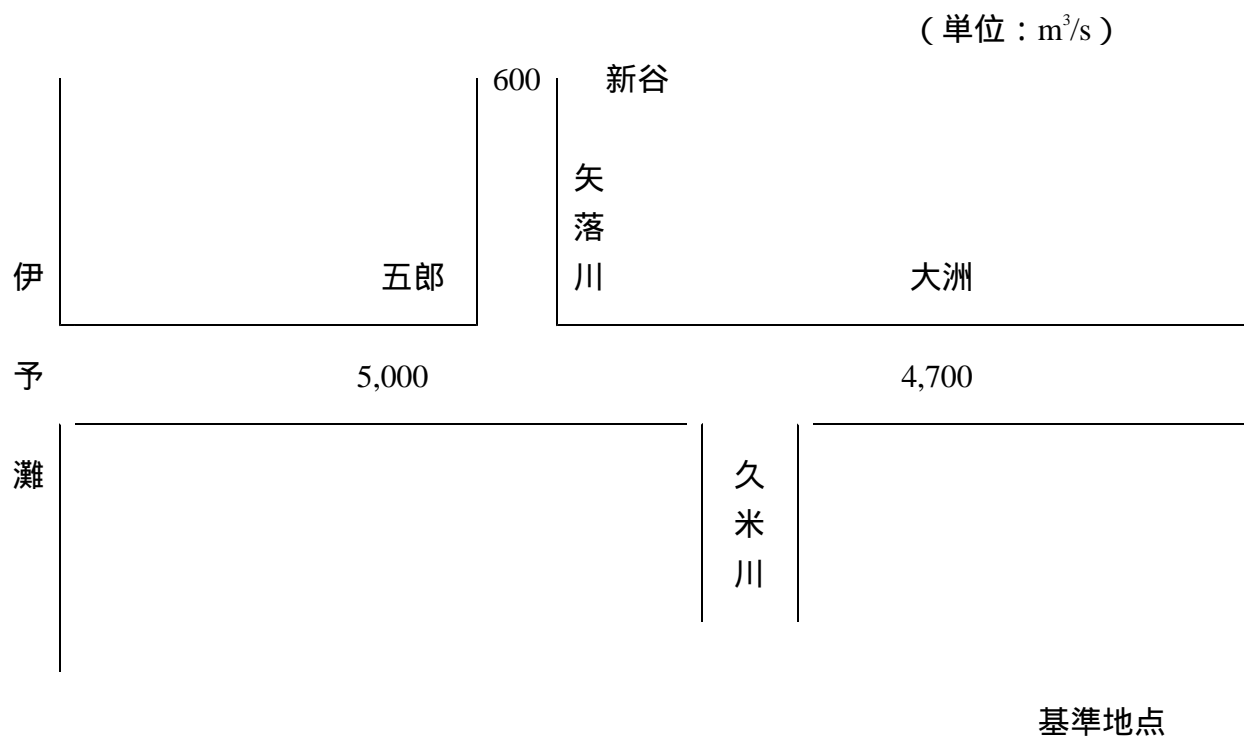 （単位：m³/s）
600 新谷
矢落川
伊予灘
五郎
大洲
5,000
4,700
久米川
基準地点